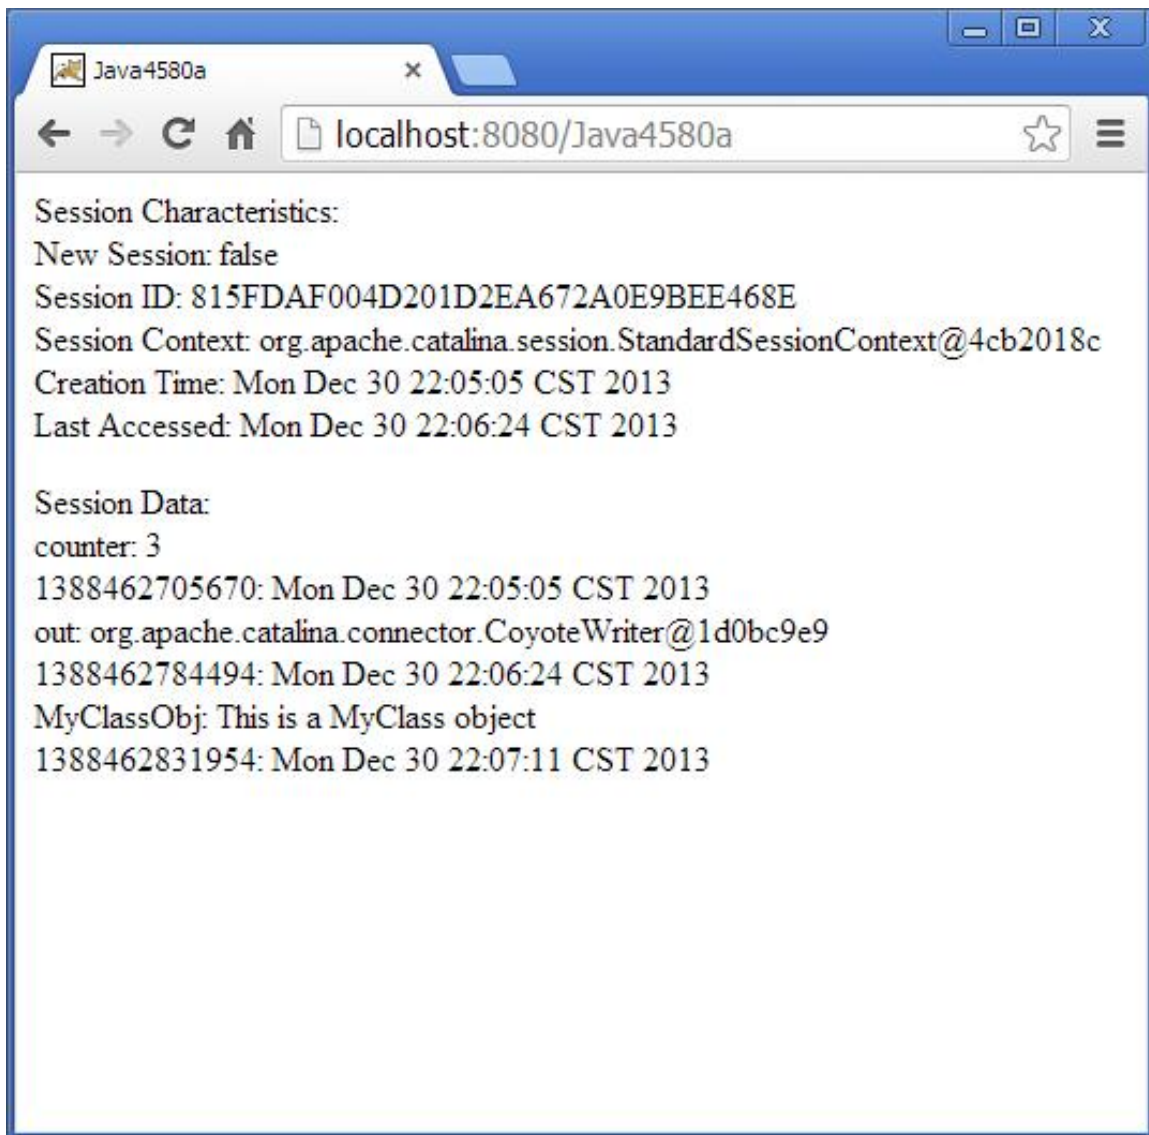 Java4580a
localhost:8080/Java4580a
Session Characteristics:
New Session: false
Session ID: 815FDAF004D201D2EA672A0E9BEE468E
Session Context: org.apache.catalina.session.StandardSessionContext@4cb2018c
Creation Time: Mon Dec 30 22:05:05 CST 2013
Last Accessed: Mon Dec 30 22:06:24 CST 2013
Session Data:
counter: 3
1388462705670: Mon Dec 30 22:05:05 CST 2013
out: org.apache.catalina.connector.CoyoteWriter@1d0bc9e9
1388462784494: Mon Dec 30 22:06:24 CST 2013
MyClassObj: This is a MyClass object
1388462831954: Mon Dec 30 22:07:11 CST 2013